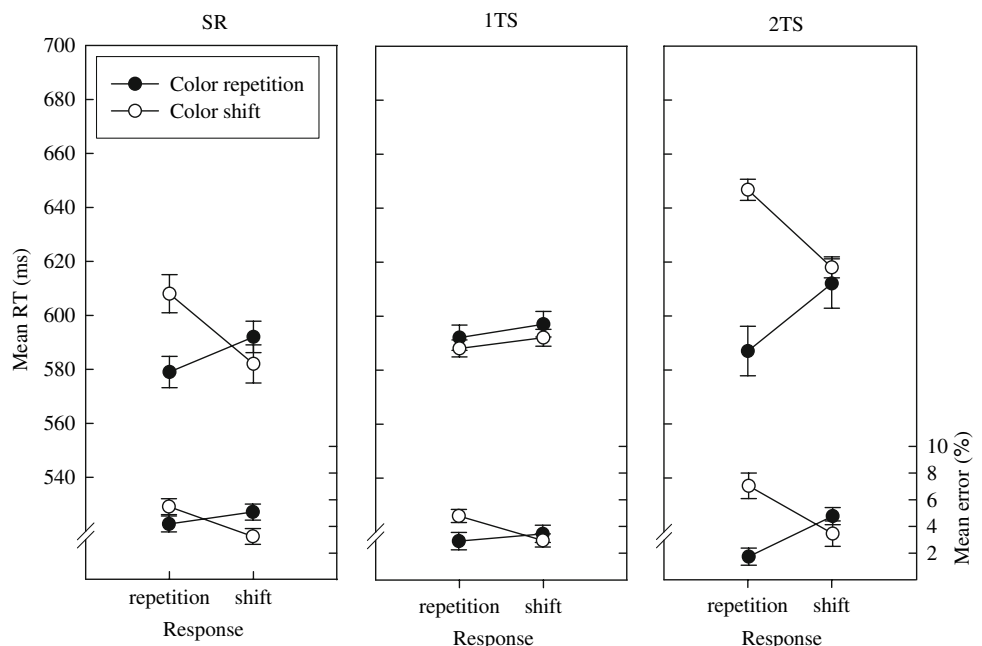 SR 1TS 2TS
700
680
660
640
620
600
580
560
540
Mean RT (ms)
Color repetition
Color shift
10
8
6
4
2
Mean error (%)
repetition shift
Response
repetition shift
Response
repetition shift
Response